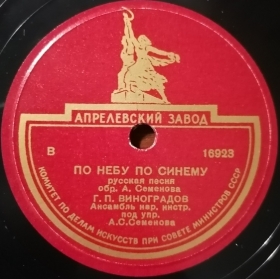 АПРЕЛЕВСКИЙ ЗАВОД
В 16923
ПО НЕБУ ПО СИНЕМУ
русская песня
обр. А. Семенова
Г. П. ВИНОГРАДОВ
Ансамбль нар. инстр.
под упр.
А.С.Семенова
КОМИТЕТ ПО ДЕЛАМ ИСКУССТВ ПРИ СОВЕТЕ МИНИСТРОВ СССР